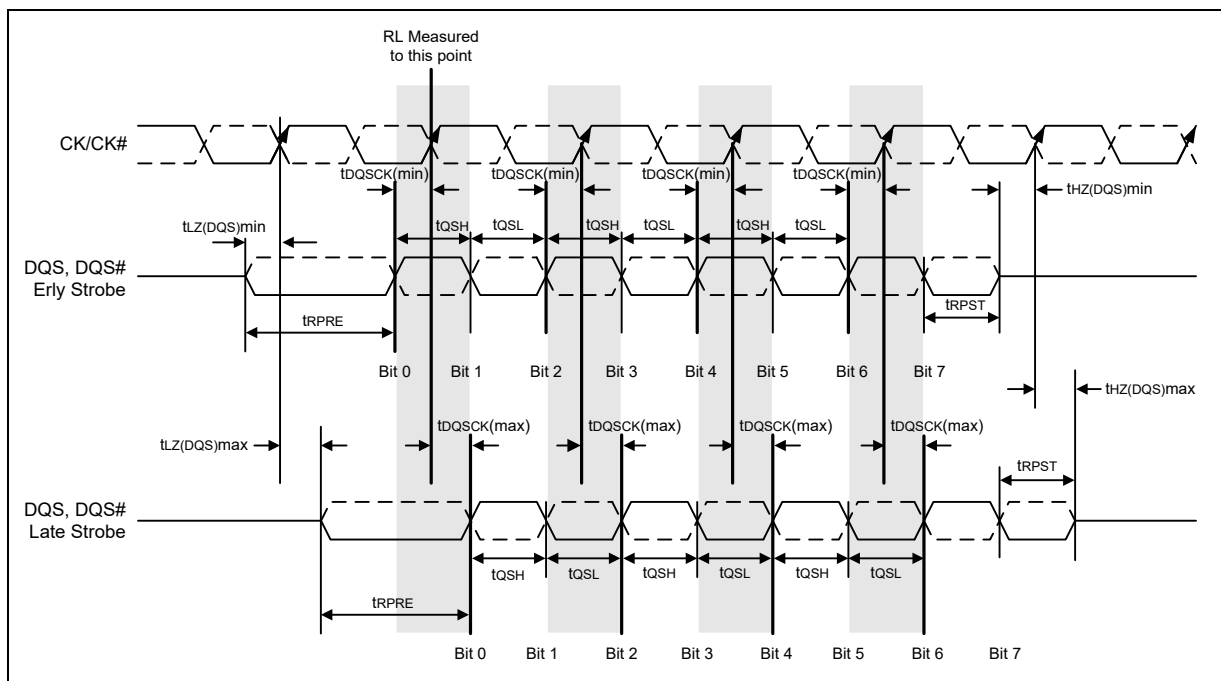 RL Measured
to this point
CK/CK#
tDQSCK(min) tDQSCK(min) tDQSCK(min) tDQSCK(min)
tHZ(DQS)min
tLZ(DQS)min
tQSH tQSL tQSH tQSL tQSH tQSL
DQS, DQS#
Erly Strobe
tRPRE
tRPST
Bit 0 Bit 1 Bit 2 Bit 3 Bit 4 Bit 5 Bit 6 Bit 7
tHZ(DQS)max
tDQSCK(max) tDQSCK(max) tDQSCK(max) tDQSCK(max)
tLZ(DQS)max
tRPST
DQS, DQS#
Late Strobe
tQSH tQSL tQSH tQSL tQSH tQSL
tRPRE
Bit 0 Bit 1 Bit 2 Bit 3 Bit 4 Bit 5 Bit 6 Bit 7